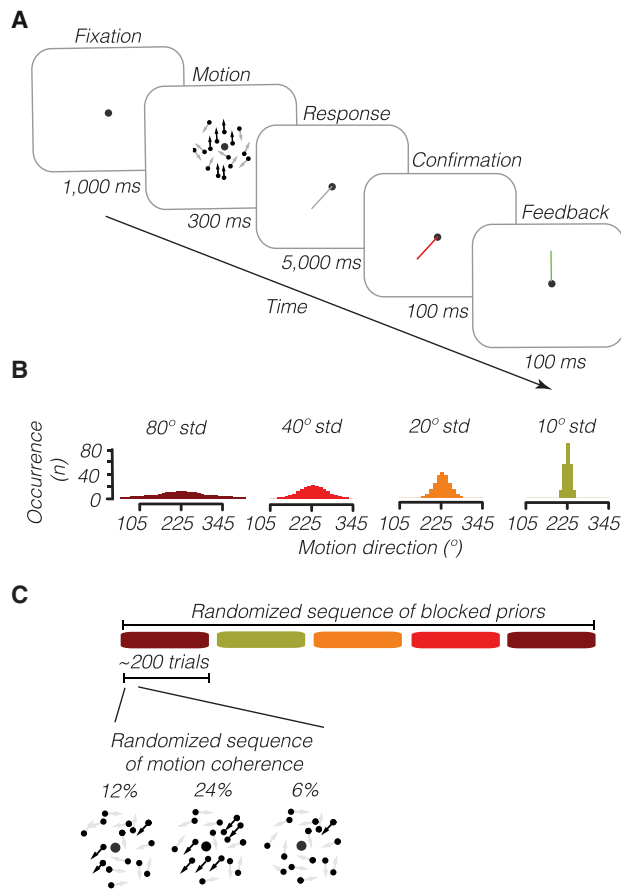 A
Fixation
Motion
Response
Confirmation
Feedback
1,000 ms
300 ms
5,000 ms
100 ms
100 ms
Time
B
80° std
40° std
20° std
10° std
Occurrence
(n)
80
40
0
105 225 345
105 225 345
105 225 345
105 225 345
Motion direction (°)
C
Randomized sequence of blocked priors
~200 trials
Randomized sequence
of motion coherence
12%
24%
6%